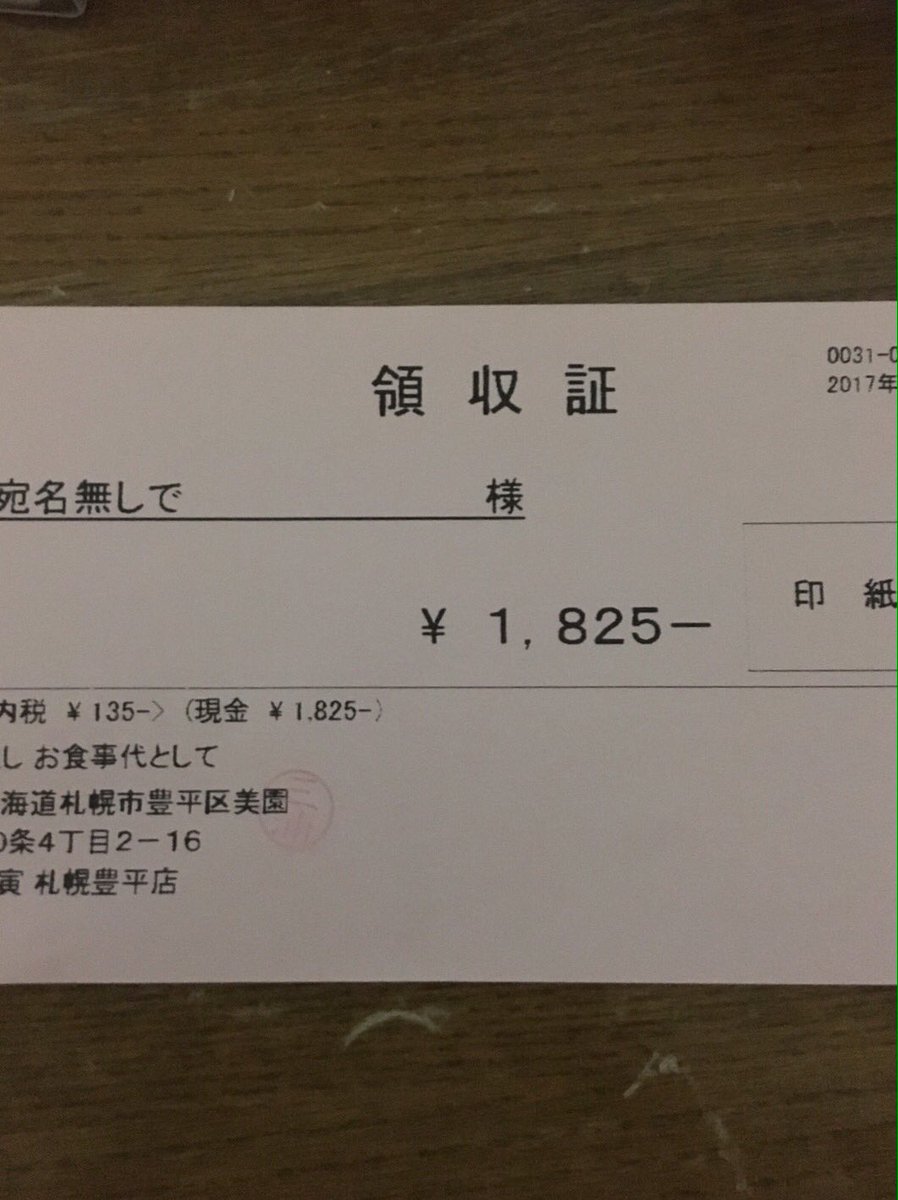 領収証
0031-0
2017年
宛名無しで 様
¥ 1,825-
印 紙
内税 ¥135-> (現金 ¥1,825-)
し お食事代として
海道札幌市豊平区美園
0条4丁目2-16
寅 札幌豊平店